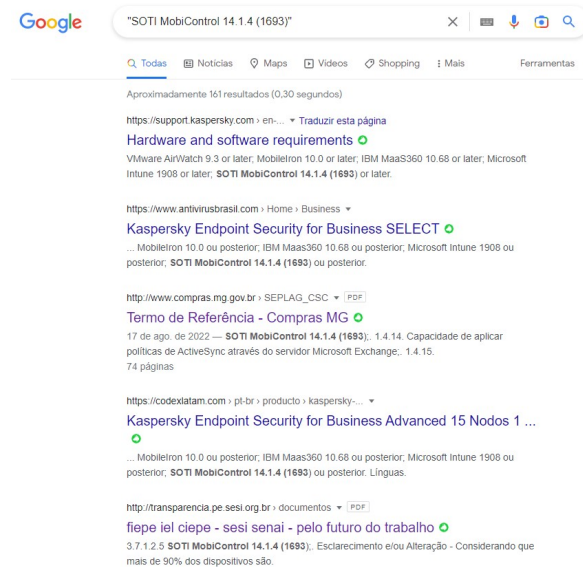 Google "SOTI MobiControl 14.1.4 (1693)"
Todas Notícias Maps Vídeos Shopping Mais Ferramentas
Aproximadamente 161 resultados (0,30 segundos)
https://support.kaspersky.com › en-... Traduzir esta página
Hardware and software requirements
VMware AirWatch 9.3 or later; MobileIron 10.0 or later; IBM MaaS360 10.68 or later; Microsoft
Intune 1908 or later; SOTI MobiControl 14.1.4 (1693) or later.
https://www.antivirusbrasil.com › Home › Business
Kaspersky Endpoint Security for Business SELECT
... MobileIron 10.0 ou posterior; IBM Maas360 10.68 ou posterior; Microsoft Intune 1908 ou
posterior; SOTI MobiControl 14.1.4 (1693) ou posterior.
http://www.compras.mg.gov.br › SEPLAG_CSC PDF
Termo de Referência - Compras MG
17 de ago. de 2022 — SOTI MobiControl 14.1.4 (1693);. 1.4.14. Capacidade de aplicar
políticas de ActiveSync através do servidor Microsoft Exchange;. 1.4.15.
74 páginas
https://codexlatam.com › pt-br › producto › kaspersky-...
Kaspersky Endpoint Security for Business Advanced 15 Nodos 1 ...
... MobileIron 10.0 ou posterior; IBM Maas360 10.68 ou posterior; Microsoft Intune 1908 ou
posterior; SOTI MobiControl 14.1.4 (1693) ou posterior. Línguas.
http://transparencia.pe.sesi.org.br › documentos PDF
fiepe iel ciepe - sesi senai - pelo futuro do trabalho
3.7.1.2.5 SOTI MobiControl 14.1.4 (1693);. Esclarecimento e/ou Alteração - Considerando que
mais de 90% dos dispositivos são.